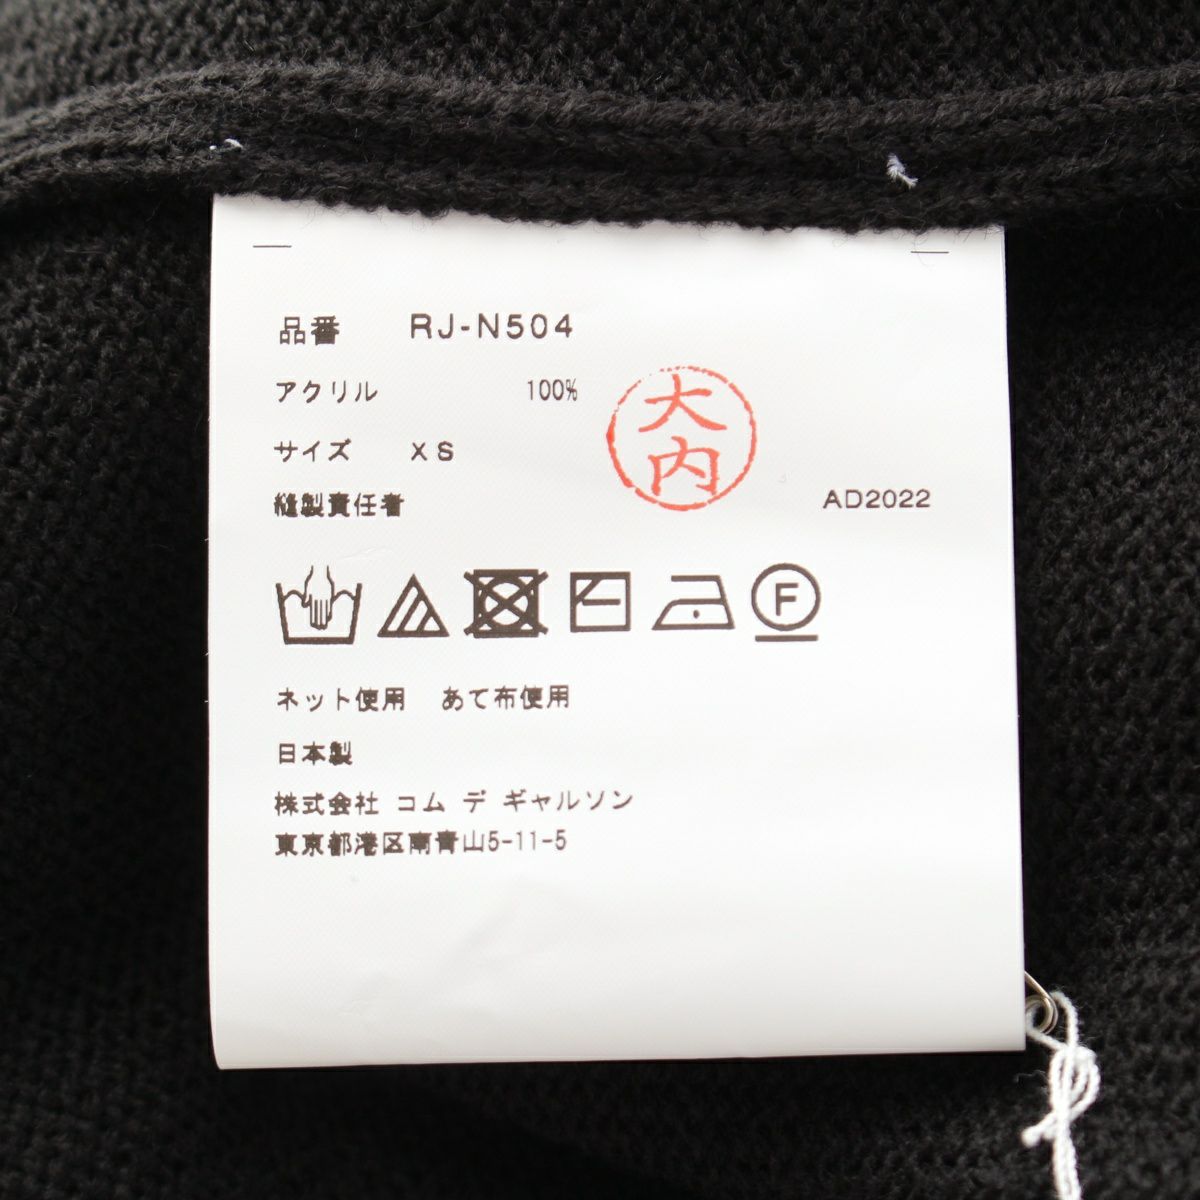 品番 RJ-N504
アクリル 100%
サイズ XS
大内
縫製責任者
AD2022
F
ネット使用 あて布使用
日本製
株式会社 コム デ ギャルソン
東京都港区南青山5-11-5